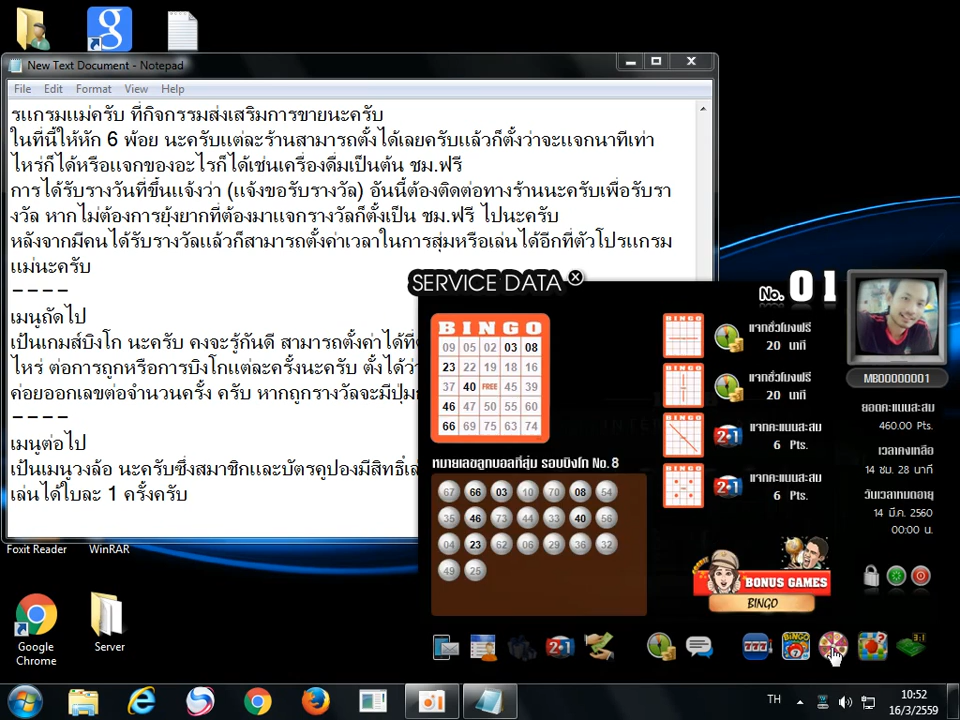 New Text Document - Notepad
File Edit Format View Help
รแกรมแม่ครับ ที่กิจกรรมส่งเสริมการขายนะครับ
ในที่นี้ให้หัก 6 พ้อย นะครับแต่ละร้านสามารถตั้งได้เลยครับแล้วก็ตั้งว่าจะแจกนาทีเท่า
ไหร่ก็ได้หรือแจกของอะไรก็ได้เช่นเครื่องดื่มเป็นต้น ชม.ฟรี
การได้รับรางวันที่ขึ้นแจ้งว่า (แจ้งขอรับรางวัล) อันนี้ต้องติดต่อทางร้านนะครับเพื่อรับรา
งวัล หากไม่ต้องการยุ้งยากที่ต้องมาแจกรางวัลก็ตั้งเป็น ชม.ฟรี ไปนะครับ
หลังจากมีคนได้รับรางวัลแล้วก็สามารถตั้งค่าเวลาในการสุ่มหรือเล่นได้อีกที่ตัวโปรแกรม
แม่นะครับ
----
เมนูถัดไป
เป็นเกมส์บิงโก นะครับ คงจะรู้กันดี สามารถตั้งค่าได้ที่
ไหร่ ต่อการถูกหรือการบิงโกแต่ละครั้งนะครับ ตั้งได้ว่า
ค่อยออกเลขต่อจำนวนครั้ง ครับ หากถูกรางวัลจะมีปุ่ม
----
เมนูต่อไป
เป็นเมนูวงล้อ นะครับซึ่งสมาชิกและบัตรคูปองมีสิทธิ์เ
เล่นได้ใบละ 1 ครั้งครับ
SERVICE DATA
No. 01
BINGO
09 05 02 03 08
23 22 19 18 16
37 40 FREE 45 39
46 47 50 55 60
66 69 75 63 74
หมายเลขลูกบอลที่สุ่ม รอบบิงโก No. 8
67 66 03 10 70 08 54
35 46 73 44 33 40 56
04 23 62 06 29 36 32
49 25
BINGO
แจกชั่วโมงฟรี
20 นาที
BINGO
แจกชั่วโมงฟรี
20 นาที
BINGO
แจกคะแนนสะสม
6 Pts.
BINGO
แจกคะแนนสะสม
6 Pts.
BONUS GAMES
BINGO
MB00000001
ยอดคะแนนสะสม
460.00 Pts.
เวลาคงเหลือ
14 ชม. 28 นาที
วันเวลาหมดอายุ
14 มี.ค. 2560
00:00 น.
Foxit Reader WinRAR
Google Chrome
Server
TH
10:52
16/3/2559